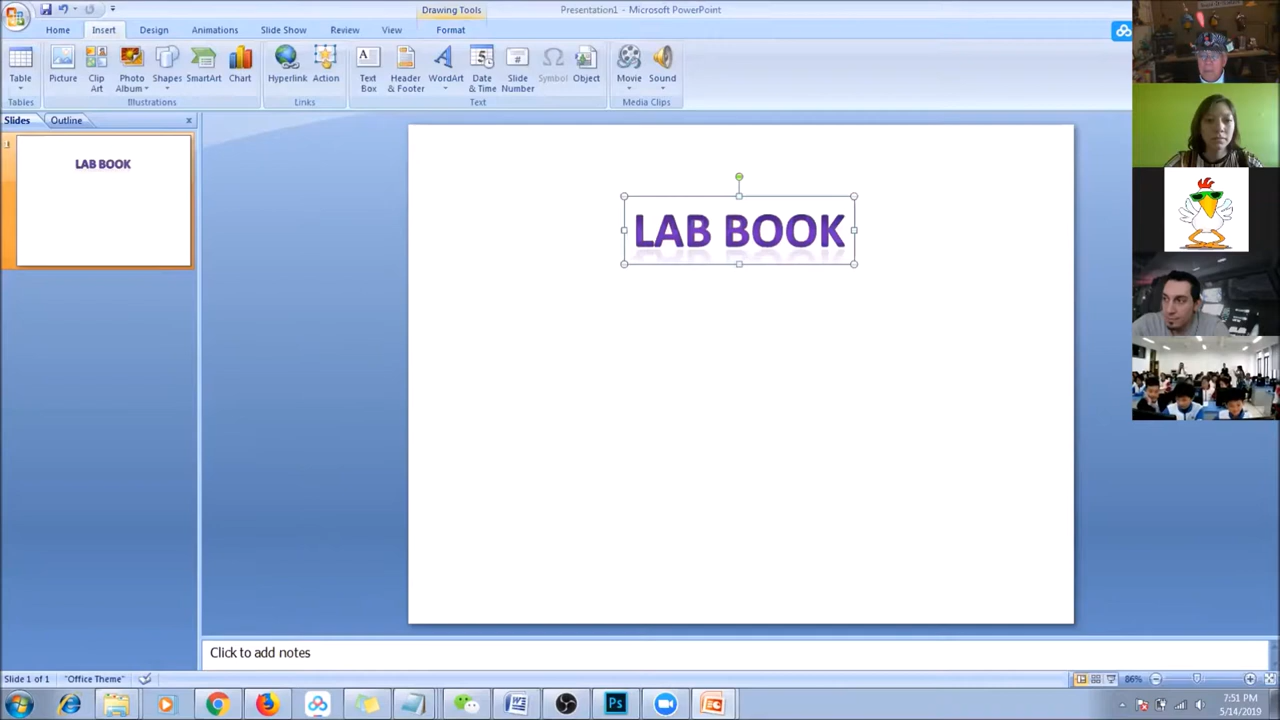 Drawing Tools
Presentation1 - Microsoft PowerPoint
Home Insert Design Animations Slide Show Review View Format
Table Picture Clip Art Photo Album Shapes SmartArt Chart Hyperlink Action Text Box Header & Footer WordArt Date & Time Slide Number Symbol Object Movie Sound
Tables Illustrations Links Text Media Clips
Slides Outline
1
LAB BOOK
LAB BOOK
Click to add notes
Slide 1 of 1 "Office Theme" 86%
7:51 PM
5/14/2019